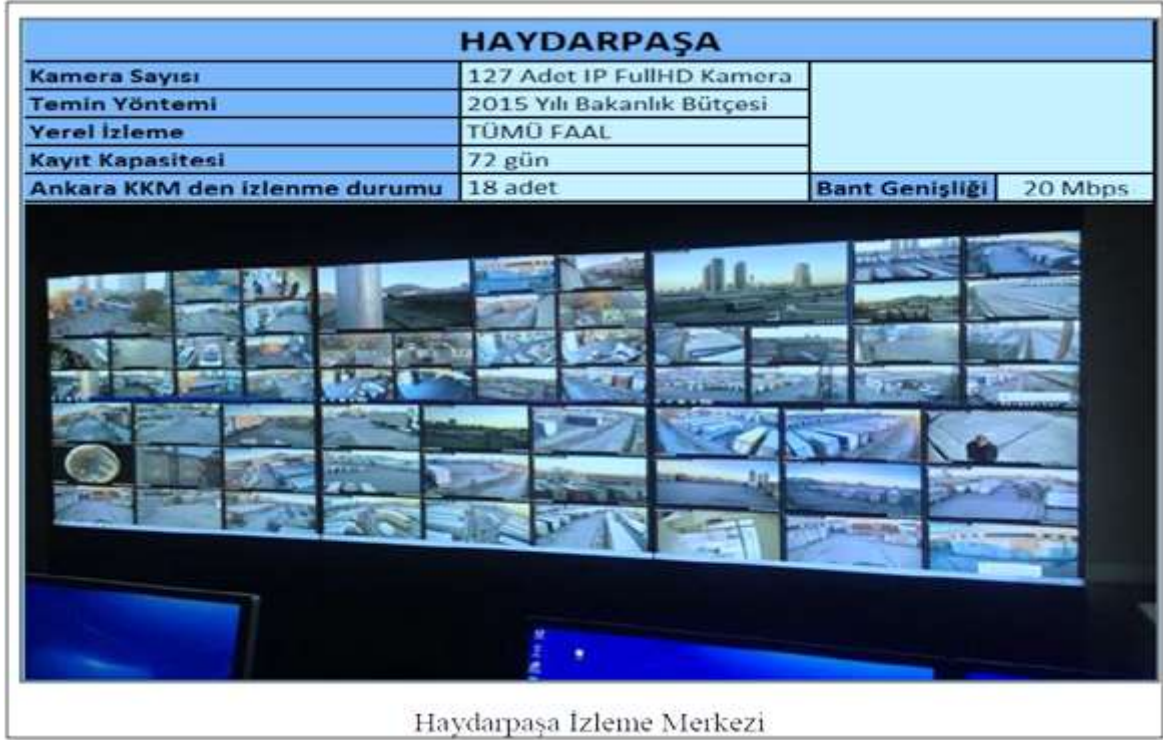 HAYDARPAŞA
Kamera Sayısı 127 Adet IP FullHD Kamera
Temin Yöntemi 2015 Yılı Bakanlık Bütçesi
Yerel İzleme TÜMÜ FAAL
Kayıt Kapasitesi 72 gün
Ankara KKM den izlenme durumu 18 adet Bant Genişliği 20 Mbps
Haydarpaşa İzleme Merkezi